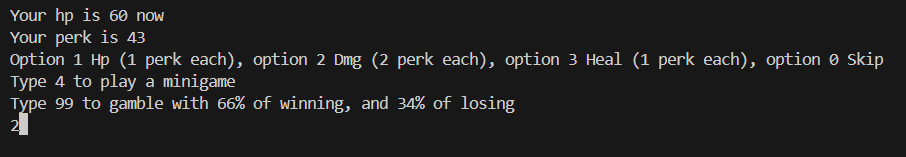 Your hp is 60 now
Your perk is 43
Option 1 Hp (1 perk each), option 2 Dmg (2 perk each), option 3 Heal (1 perk each), option 0 Skip
Type 4 to play a minigame
Type 99 to gamble with 66% of winning, and 34% of losing
2